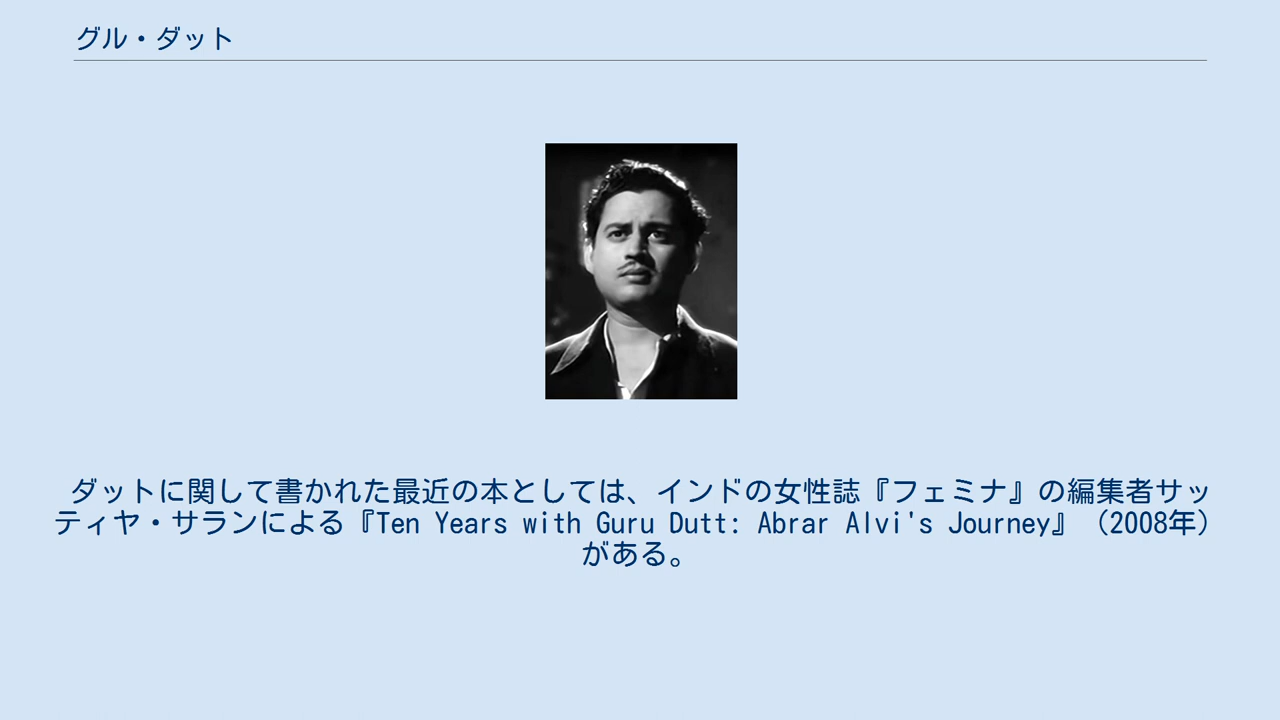 グル・ダット
ダットに関して書かれた最近の本としては、インドの女性誌『フェミナ』の編集者サッ
ティヤ・サランによる『Ten Years with Guru Dutt: Abrar Alvi's Journey』（2008年）
がある。